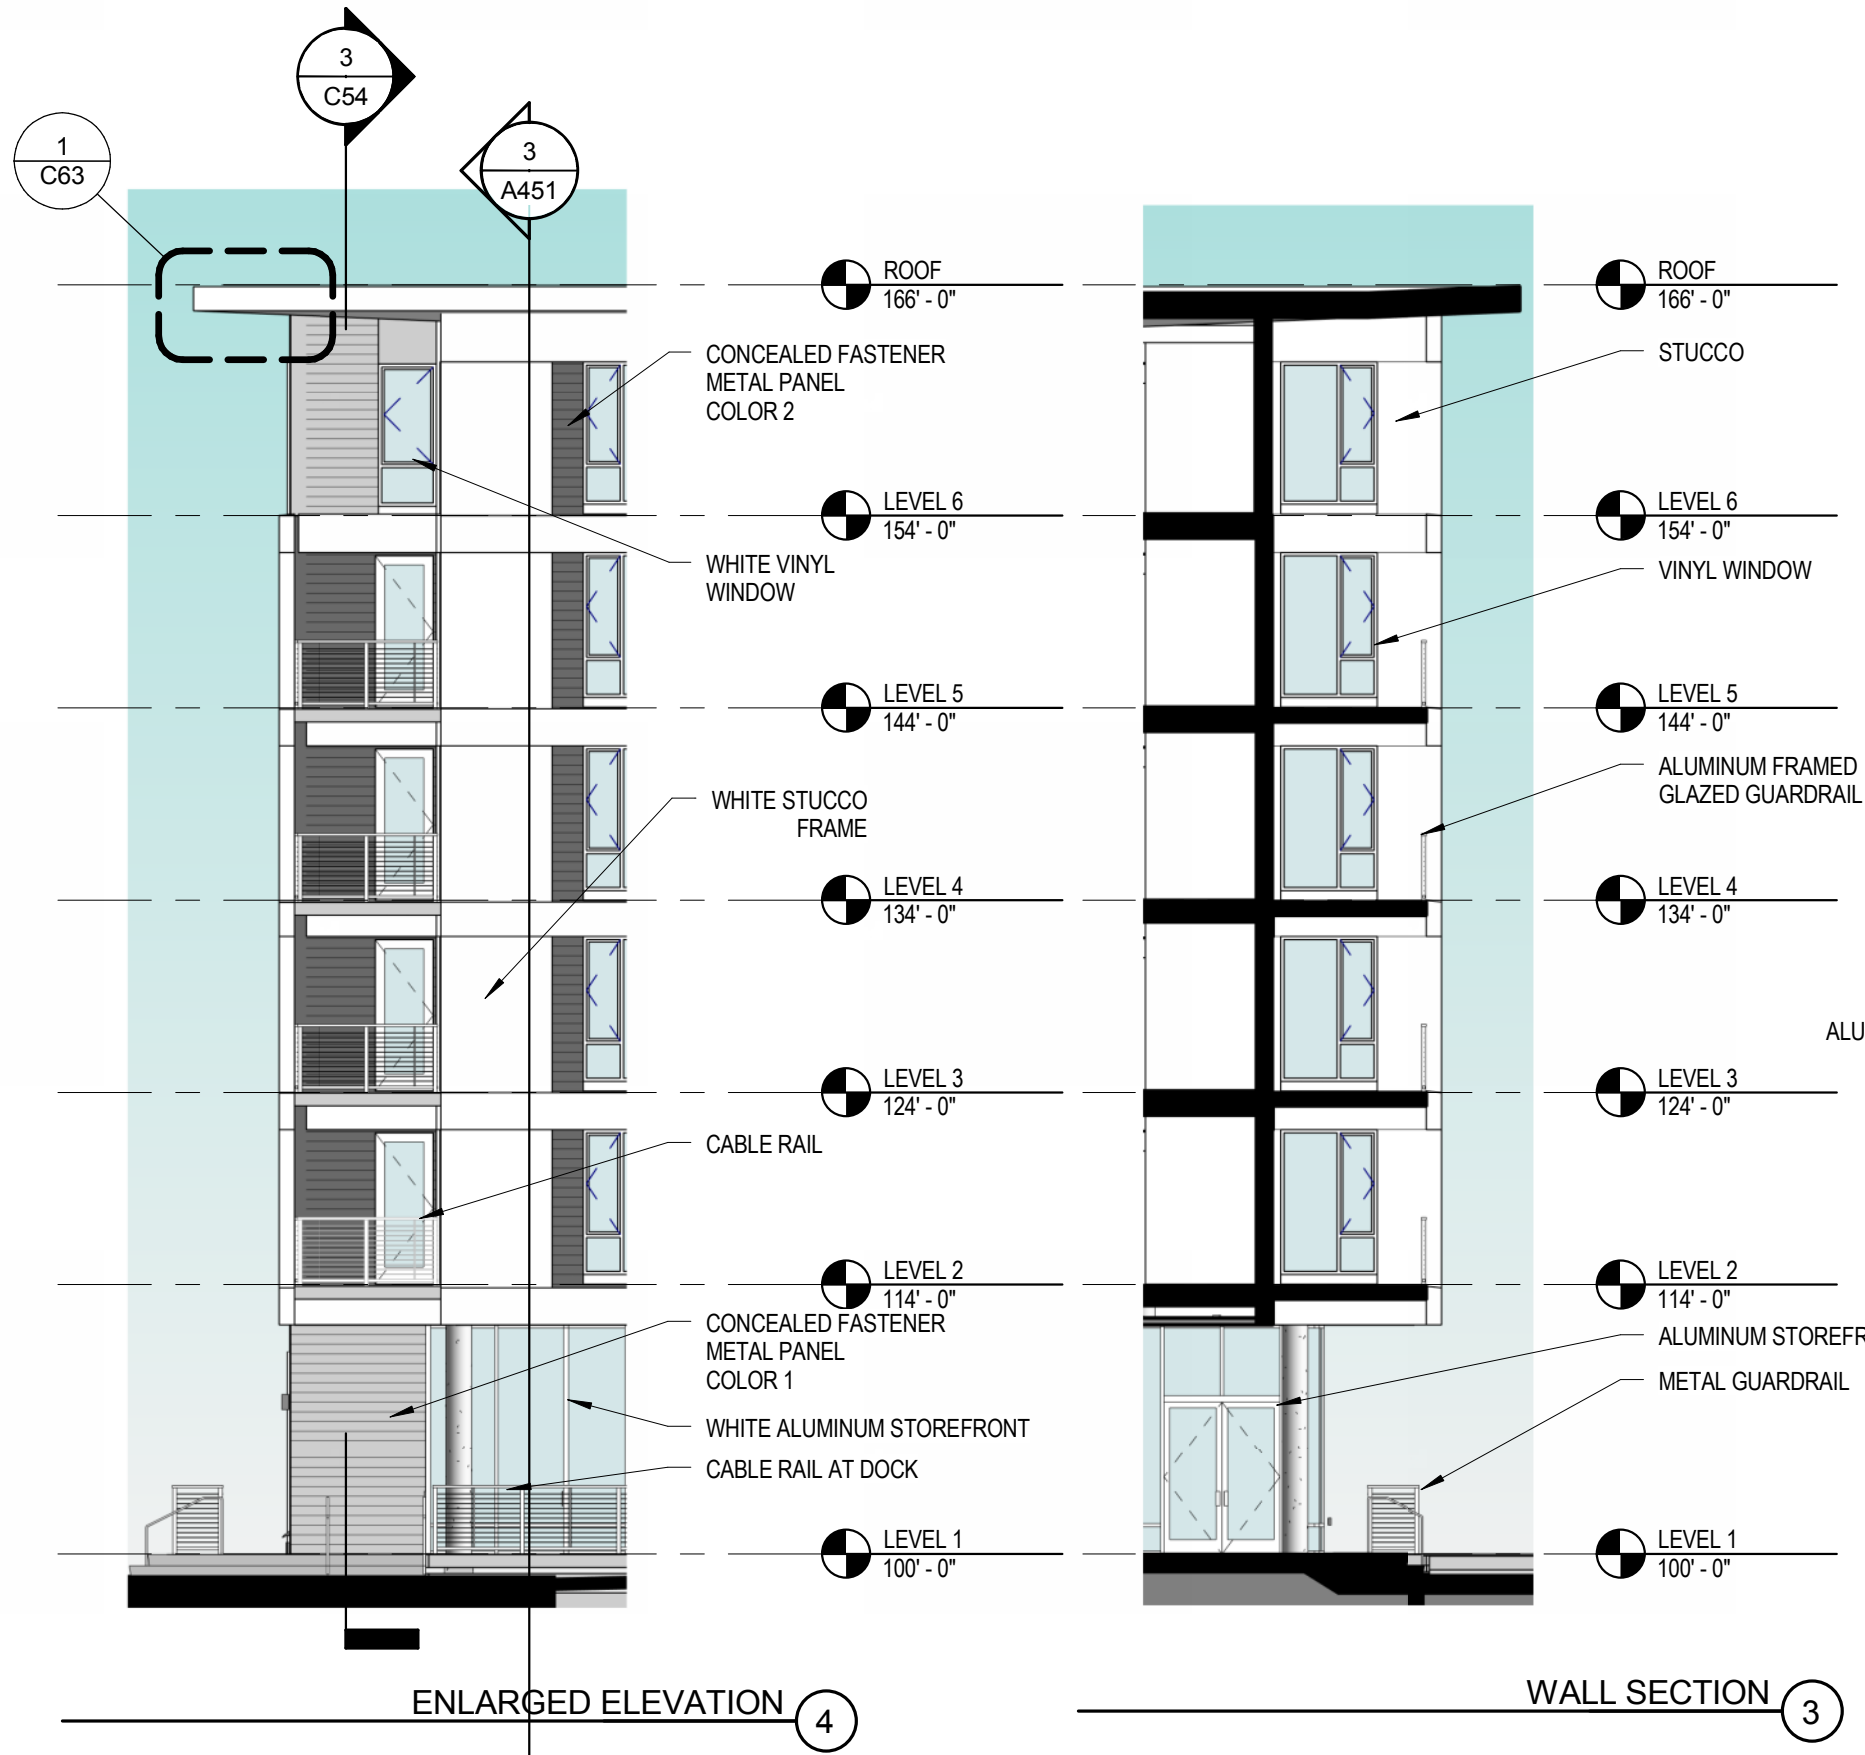 3
C54
1
C63
3
A451
ROOF
166' - 0"
CONCEALED FASTENER
METAL PANEL
COLOR 2
LEVEL 6
154' - 0"
WHITE VINYL
WINDOW
LEVEL 5
144' - 0"
WHITE STUCCO
FRAME
LEVEL 4
134' - 0"
LEVEL 3
124' - 0"
CABLE RAIL
LEVEL 2
114' - 0"
CONCEALED FASTENER
METAL PANEL
COLOR 1
WHITE ALUMINUM STOREFRONT
CABLE RAIL AT DOCK
LEVEL 1
100' - 0"
ENLARGED ELEVATION
4
ROOF
166' - 0"
STUCCO
LEVEL 6
154' - 0"
VINYL WINDOW
LEVEL 5
144' - 0"
ALUMINUM FRAMED
GLAZED GUARDRAIL
LEVEL 4
134' - 0"
ALU
LEVEL 3
124' - 0"
LEVEL 2
114' - 0"
ALUMINUM STOREFR
METAL GUARDRAIL
LEVEL 1
100' - 0"
WALL SECTION
3